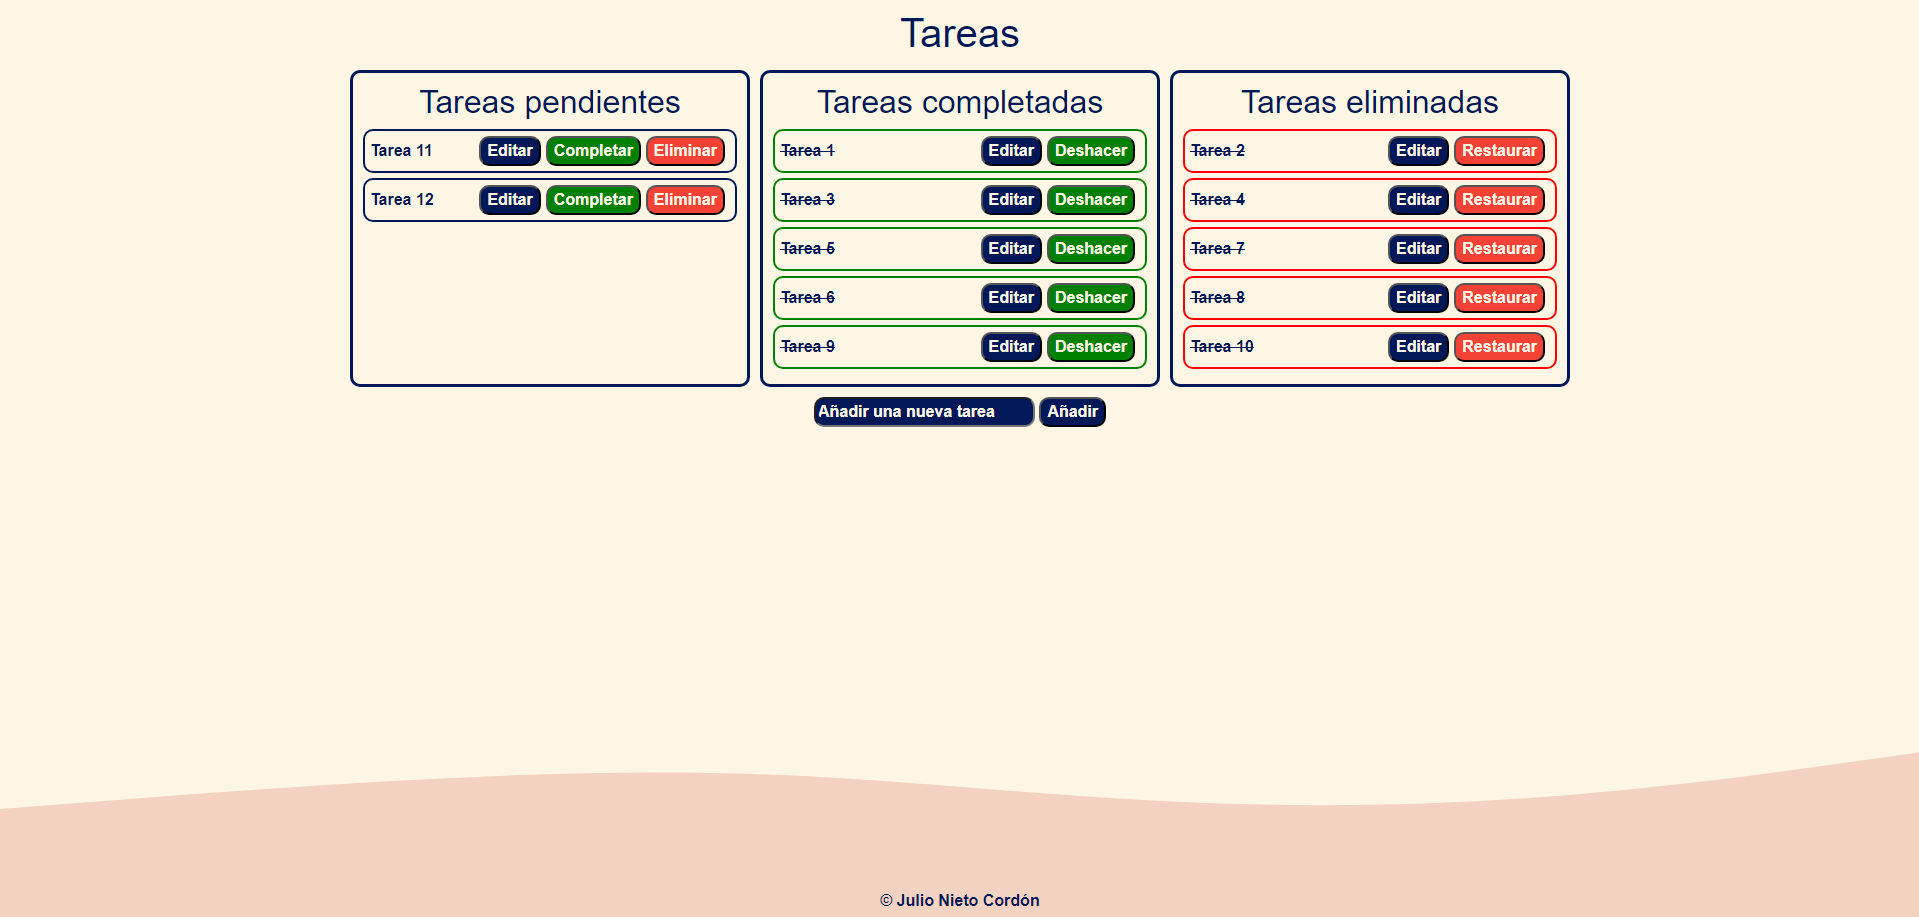 Tareas
Tareas pendientes
Tarea 11 Editar Completar Eliminar
Tarea 12 Editar Completar Eliminar
Tareas completadas
Tarea 1 Editar Deshacer
Tarea 3 Editar Deshacer
Tarea 5 Editar Deshacer
Tarea 6 Editar Deshacer
Tarea 9 Editar Deshacer
Tareas eliminadas
Tarea 2 Editar Restaurar
Tarea 4 Editar Restaurar
Tarea 7 Editar Restaurar
Tarea 8 Editar Restaurar
Tarea 10 Editar Restaurar
Añadir una nueva tarea Añadir
© Julio Nieto Cordón